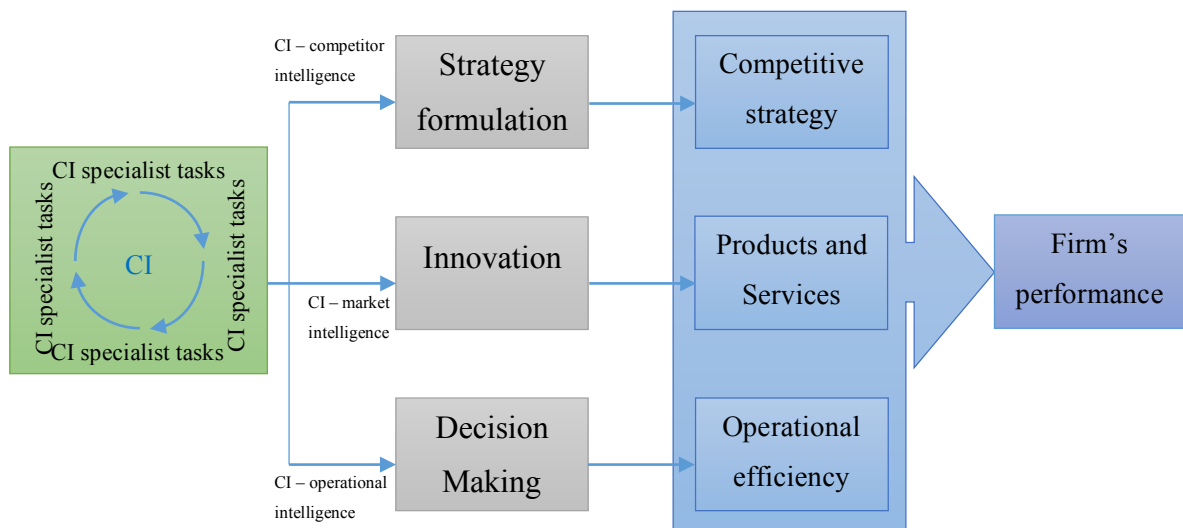 CI – competitor
intelligence
Strategy
formulation
Competitive
strategy
CI specialist tasks
CI specialist tasks
CI specialist tasks
CI specialist tasks
CI
CI – market
intelligence
Innovation
Products and
Services
Firm’s
performance
CI – operational
intelligence
Decision
Making
Operational
efficiency